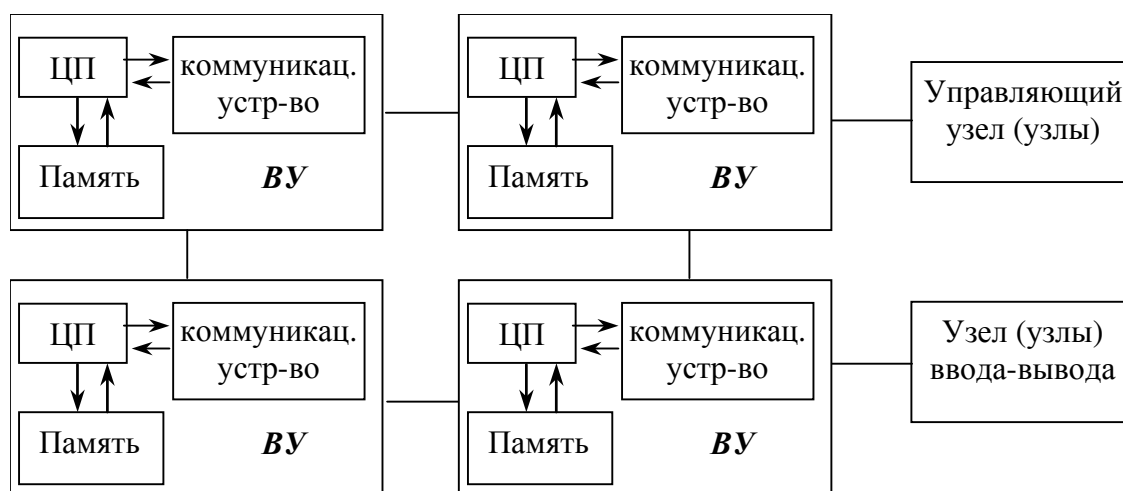 ЦП
коммуникац.
устр-во
Память
ВУ
ЦП
коммуникац.
устр-во
Память
ВУ
Управляющий
узел (узлы)
ЦП
коммуникац.
устр-во
Память
ВУ
ЦП
коммуникац.
устр-во
Память
ВУ
Узел (узлы)
ввода-вывода